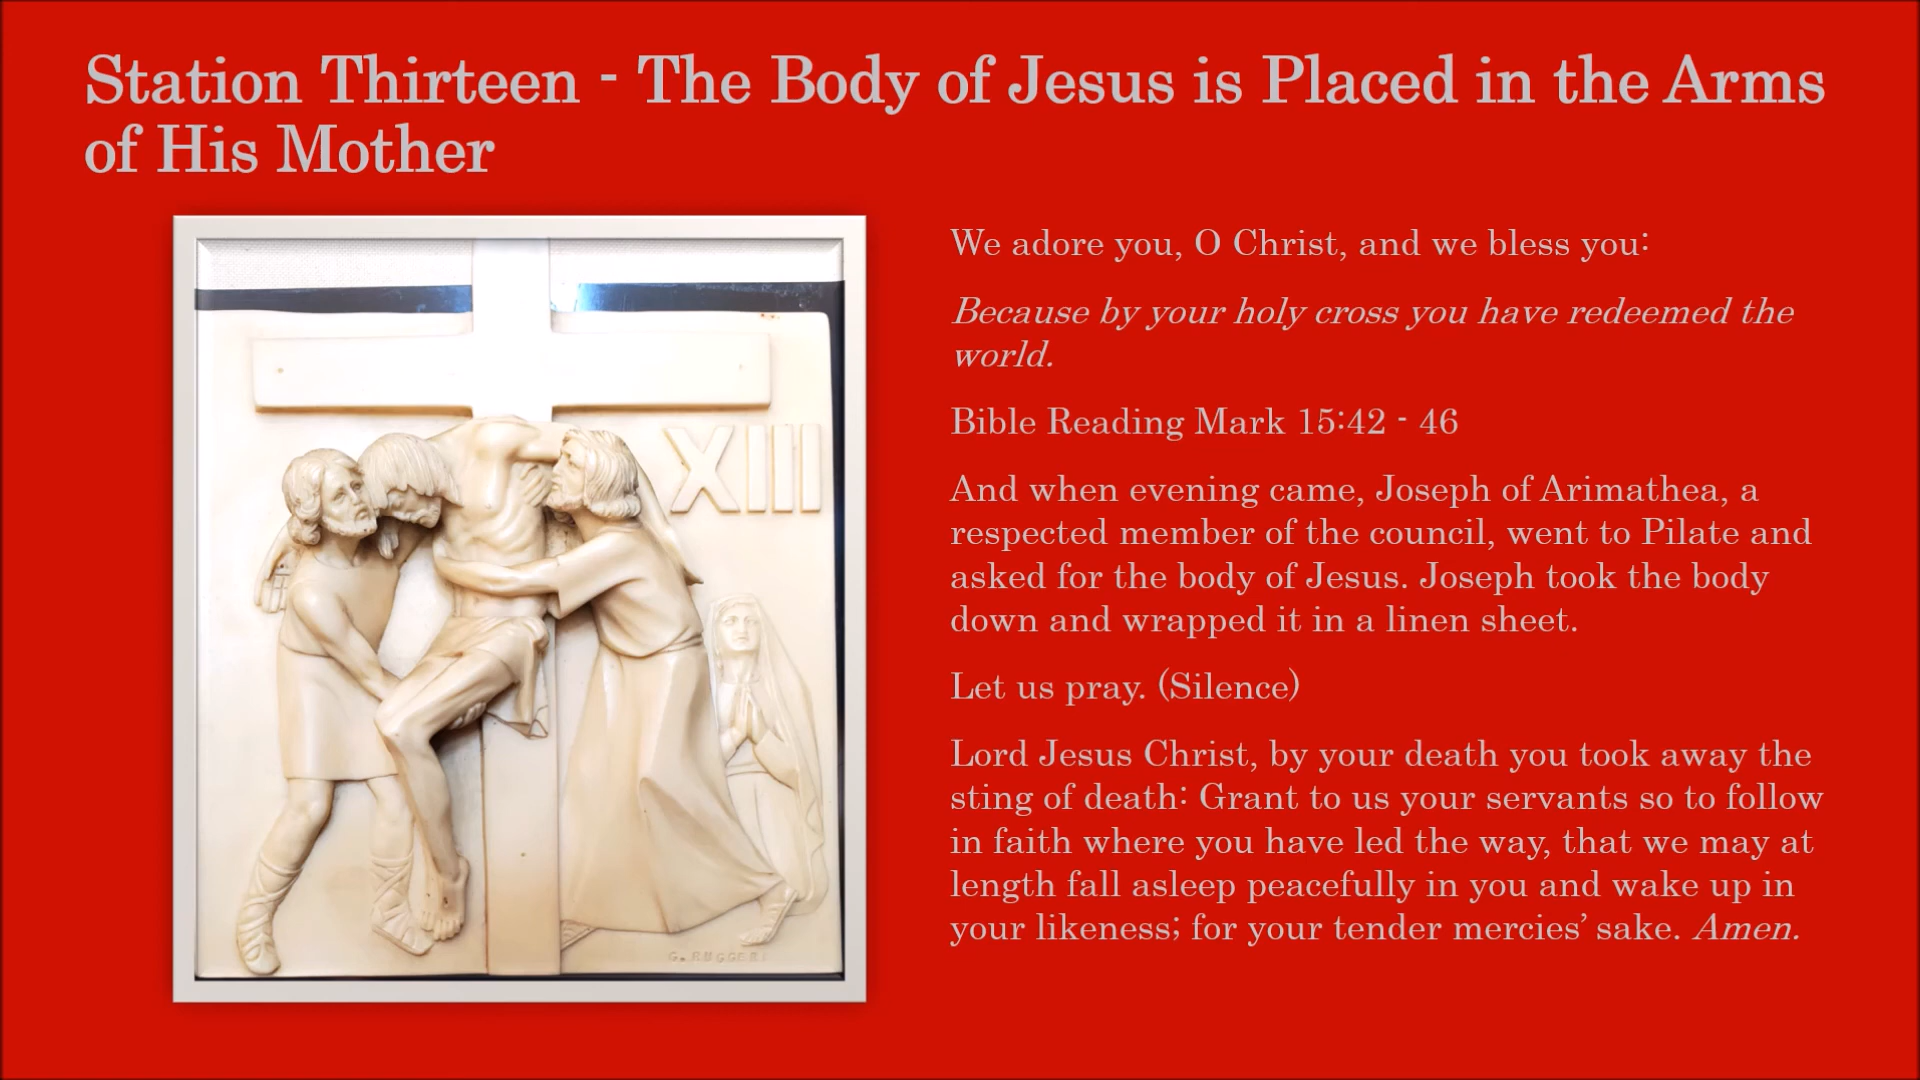 Station Thirteen - The Body of Jesus is Placed in the Arms
of His Mother
XIII
G. RUGGERI
We adore you, O Christ, and we bless you:
Because by your holy cross you have redeemed the
world.
Bible Reading Mark 15:42 - 46
And when evening came, Joseph of Arimathea, a
respected member of the council, went to Pilate and
asked for the body of Jesus. Joseph took the body
down and wrapped it in a linen sheet.
Let us pray. (Silence)
Lord Jesus Christ, by your death you took away the
sting of death: Grant to us your servants so to follow
in faith where you have led the way, that we may at
length fall asleep peacefully in you and wake up in
your likeness; for your tender mercies’ sake. Amen.